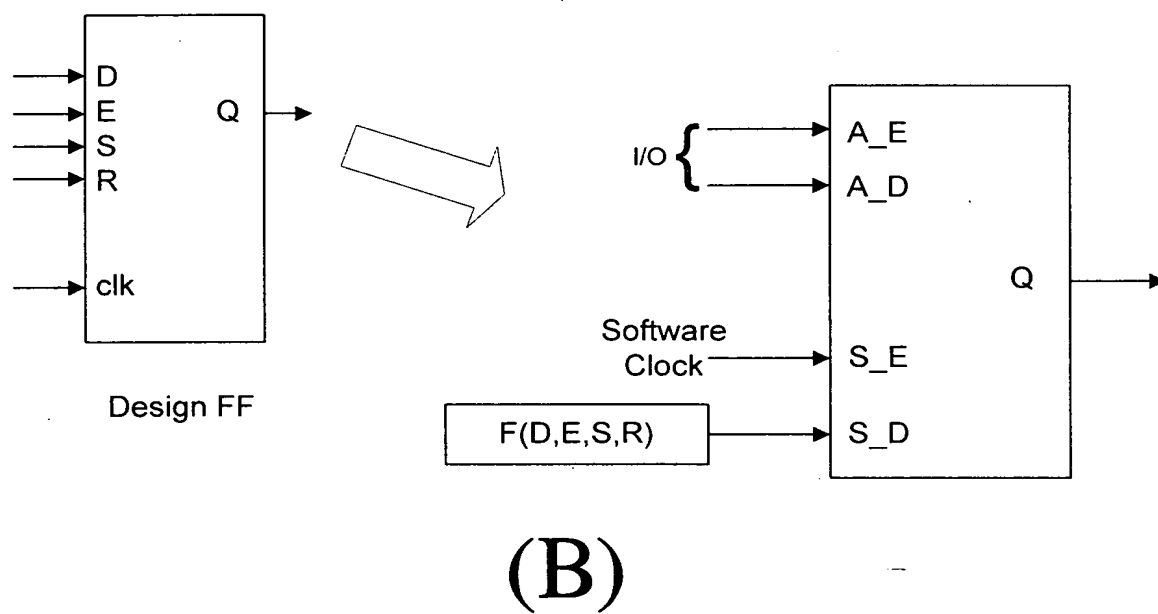 D
E
S
R
Q
clk
Design FF
I/O
A_E
A_D
Q
Software
Clock
S_E
F(D,E,S,R)
S_D
(B)